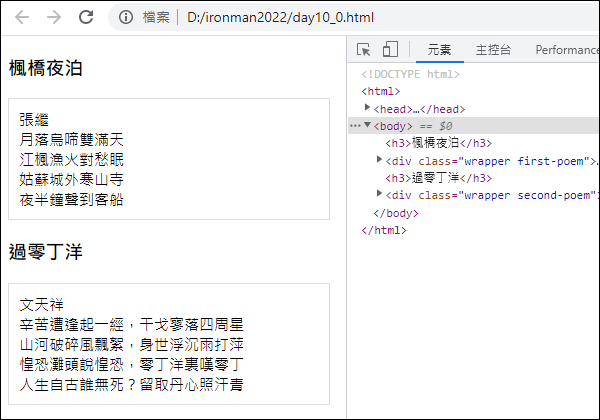 檔案 | D:/ironman2022/day10_0.html
楓橋夜泊
張繼
月落烏啼雙滿天
江楓漁火對愁眠
姑蘇城外寒山寺
夜半鐘聲到客船
過零丁洋
文天祥
辛苦遭逢起一經，干戈寥落四周星
山河破碎風飄絮，身世浮沉雨打萍
惶恐灘頭說惶恐，零丁洋裏嘆零丁
人生自古誰無死？留取丹心照汗青
元素 主控台 Performance
<!DOCTYPE html>
<html>
<head>…</head>
<body> == $0
<h3>楓橋夜泊</h3>
<div class="wrapper first-poem">…
<h3>過零丁洋</h3>
<div class="wrapper second-poem"
</body>
</html>